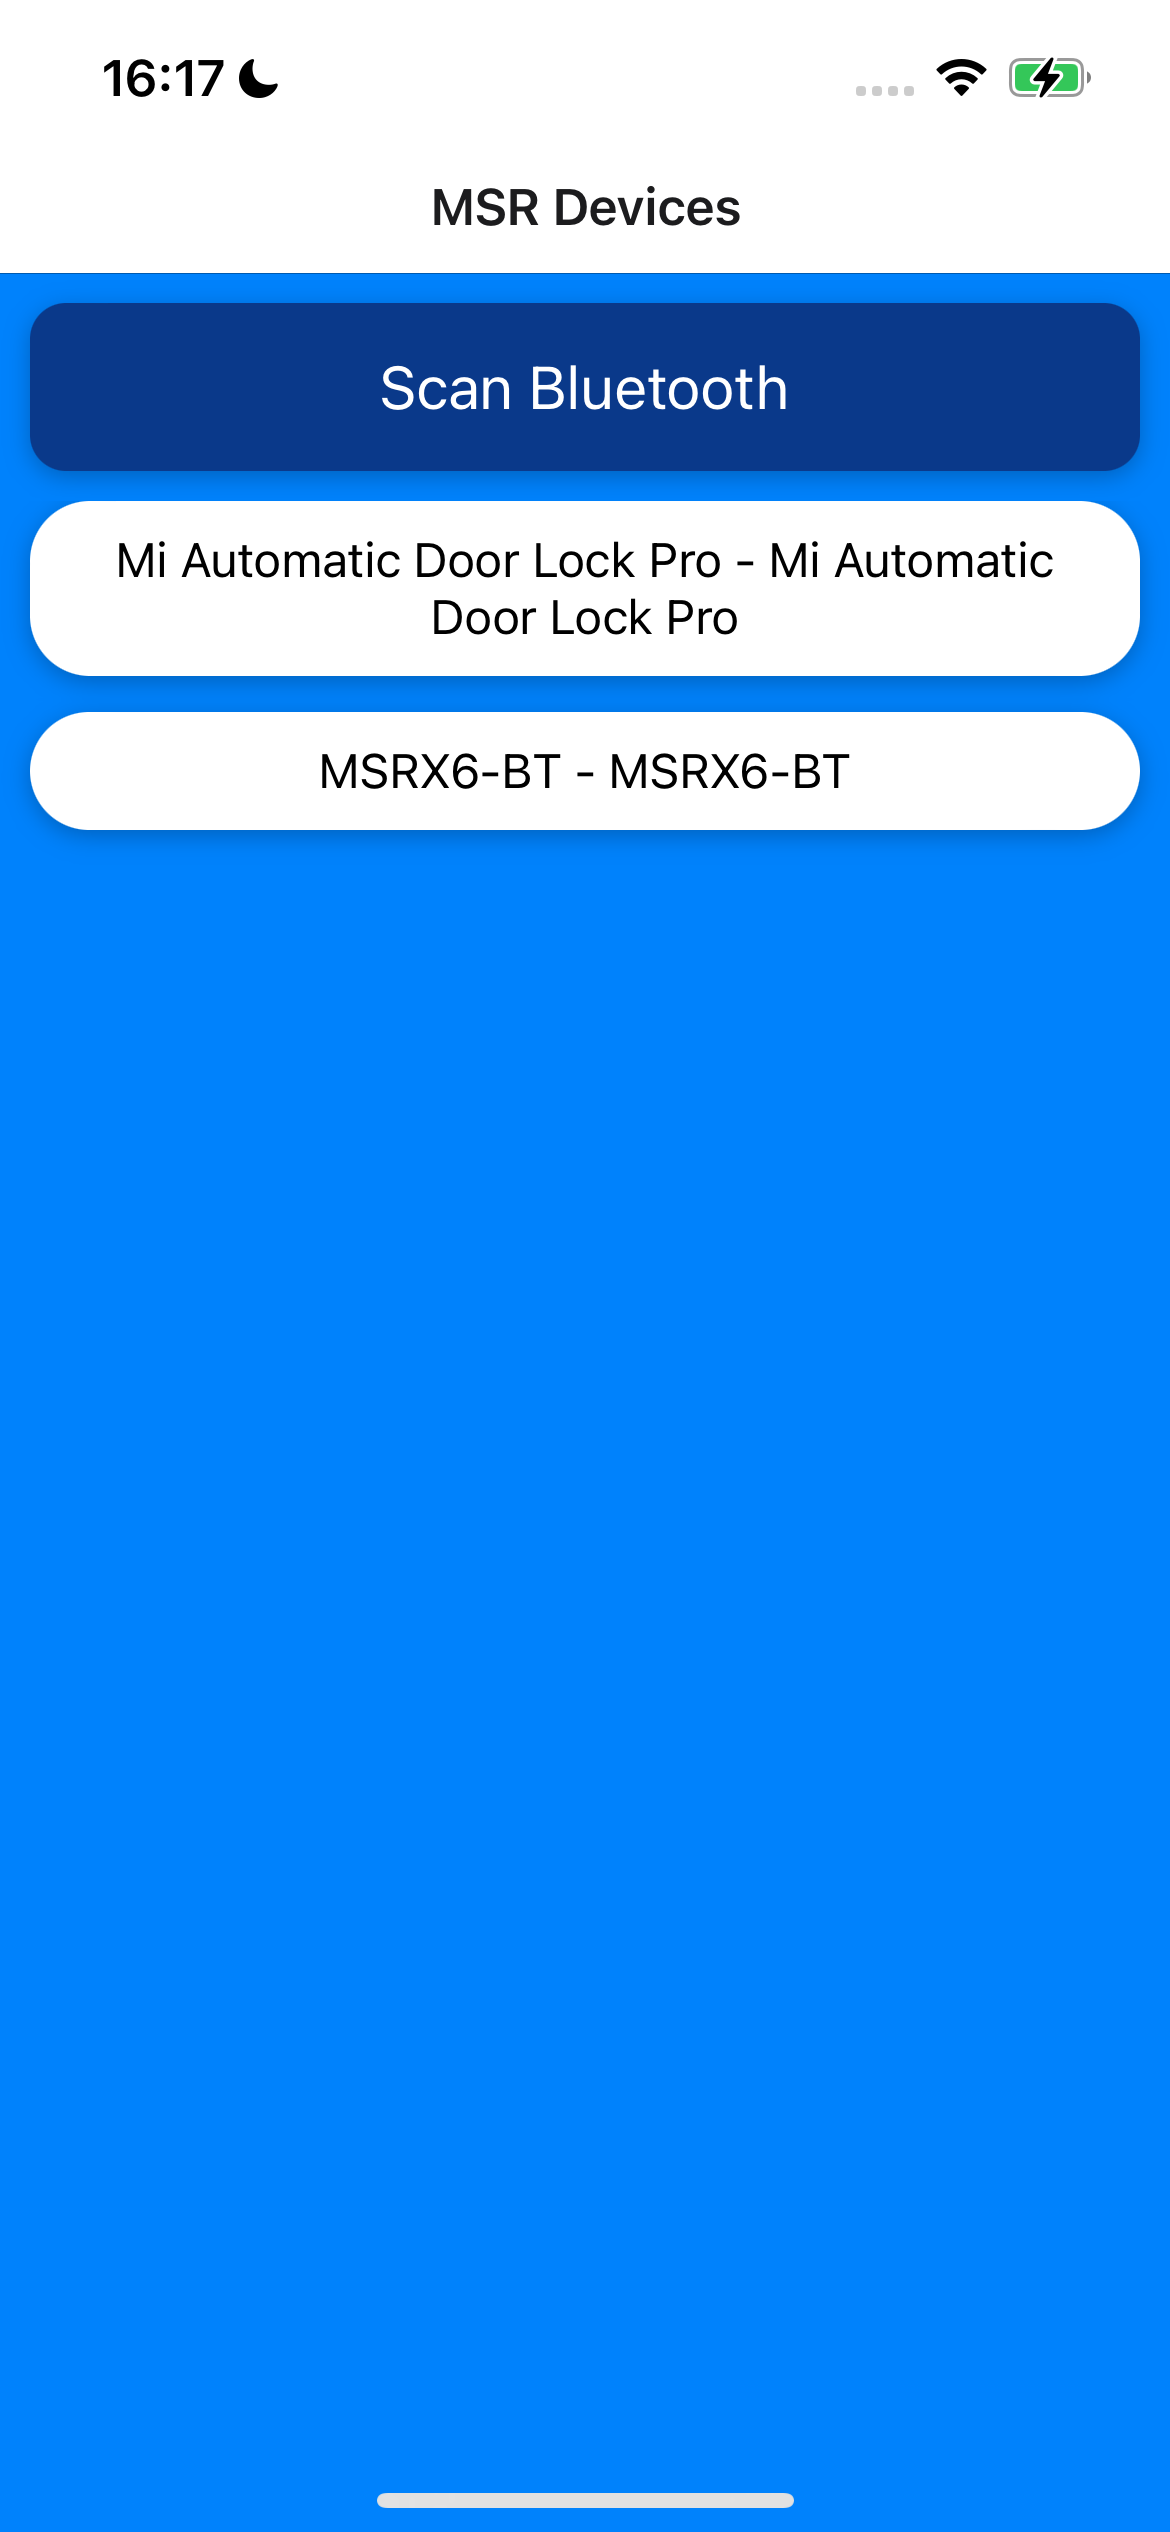 16:17
MSR Devices
Scan Bluetooth
Mi Automatic Door Lock Pro - Mi Automatic
Door Lock Pro
MSRX6-BT - MSRX6-BT